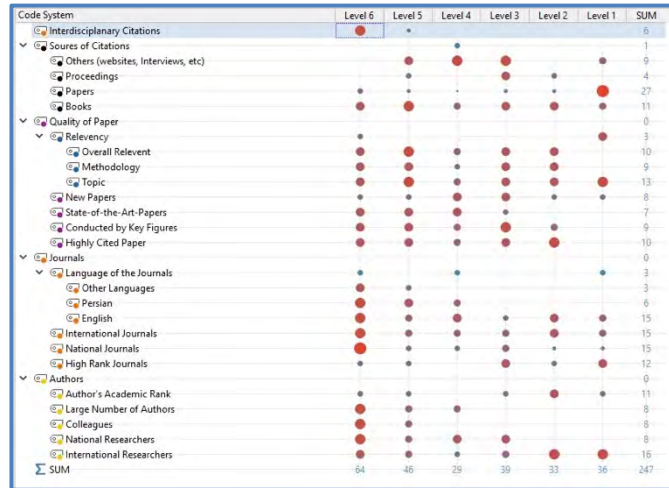 Code System Level 6 Level 5 Level 4 Level 3 Level 2 Level 1 SUM
Interdisciplanary Citations 6
Soures of Citations 1
Others (websites, Interviews, etc) 9
Proceedings 4
Papers 27
Books 11
Quality of Paper 0
Relevency 3
Overall Relevent 10
Methodology 9
Topic 13
New Papers 8
State-of-the-Art-Papers 7
Conducted by Key Figures 9
Highly Cited Paper 10
Journals 0
Language of the Journals 3
Other Languages 3
Persian 6
English 15
International Journals 15
National Journals 15
High Rank Journals 12
Authors 0
Author's Academic Rank 11
Large Number of Authors 8
Colleagues 8
National Researchers 8
International Researchers 16
Σ SUM 64 46 29 39 33 36 247